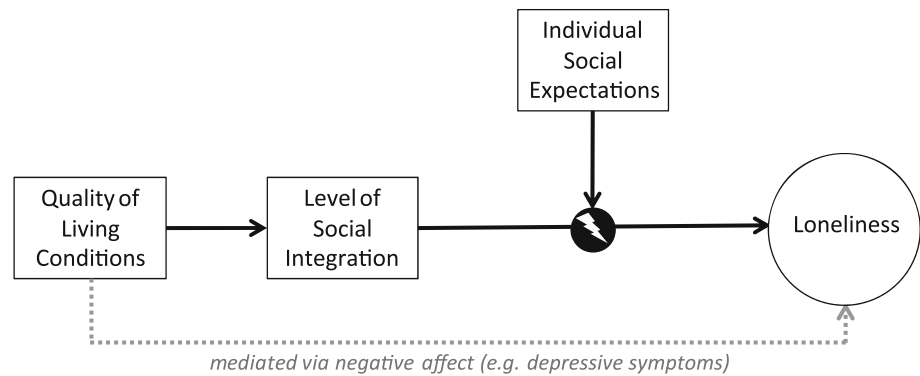 Individual
Social
Expectations
Quality of
Living
Conditions
Level of
Social
Integration
Loneliness
mediated via negative affect (e.g. depressive symptoms)